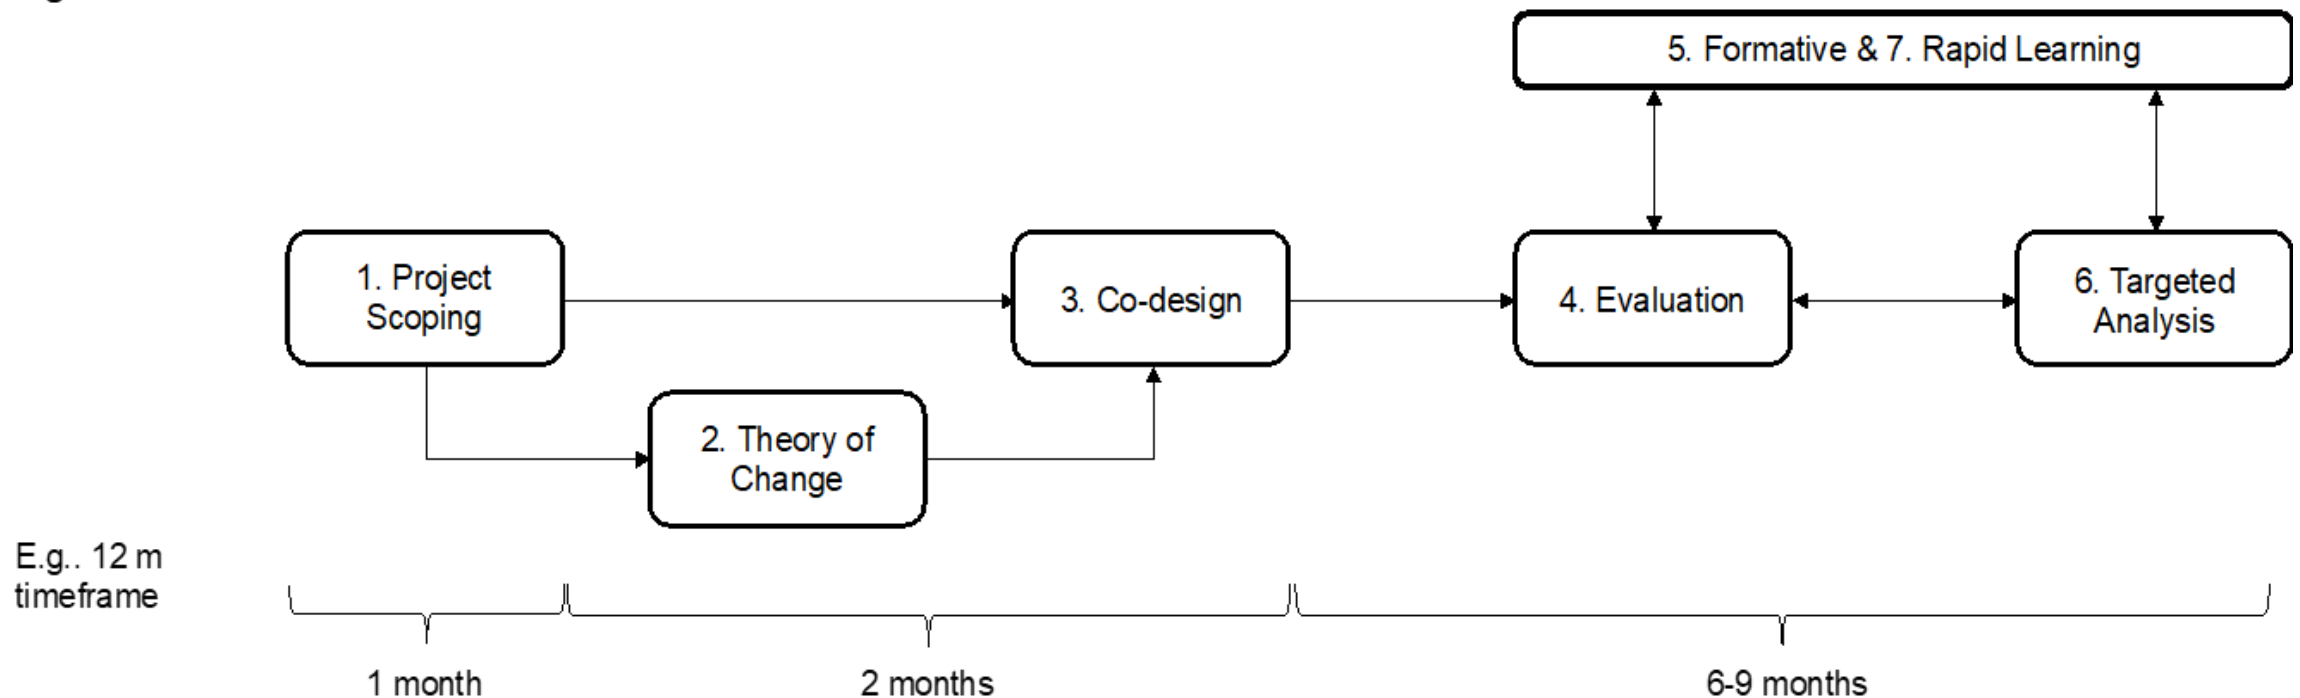 5. Formative & 7. Rapid Learning
1. Project
Scoping
3. Co-design
4. Evaluation
6. Targeted
Analysis
2. Theory of
Change
E.g.. 12 m
timeframe
1 month
2 months
6-9 months